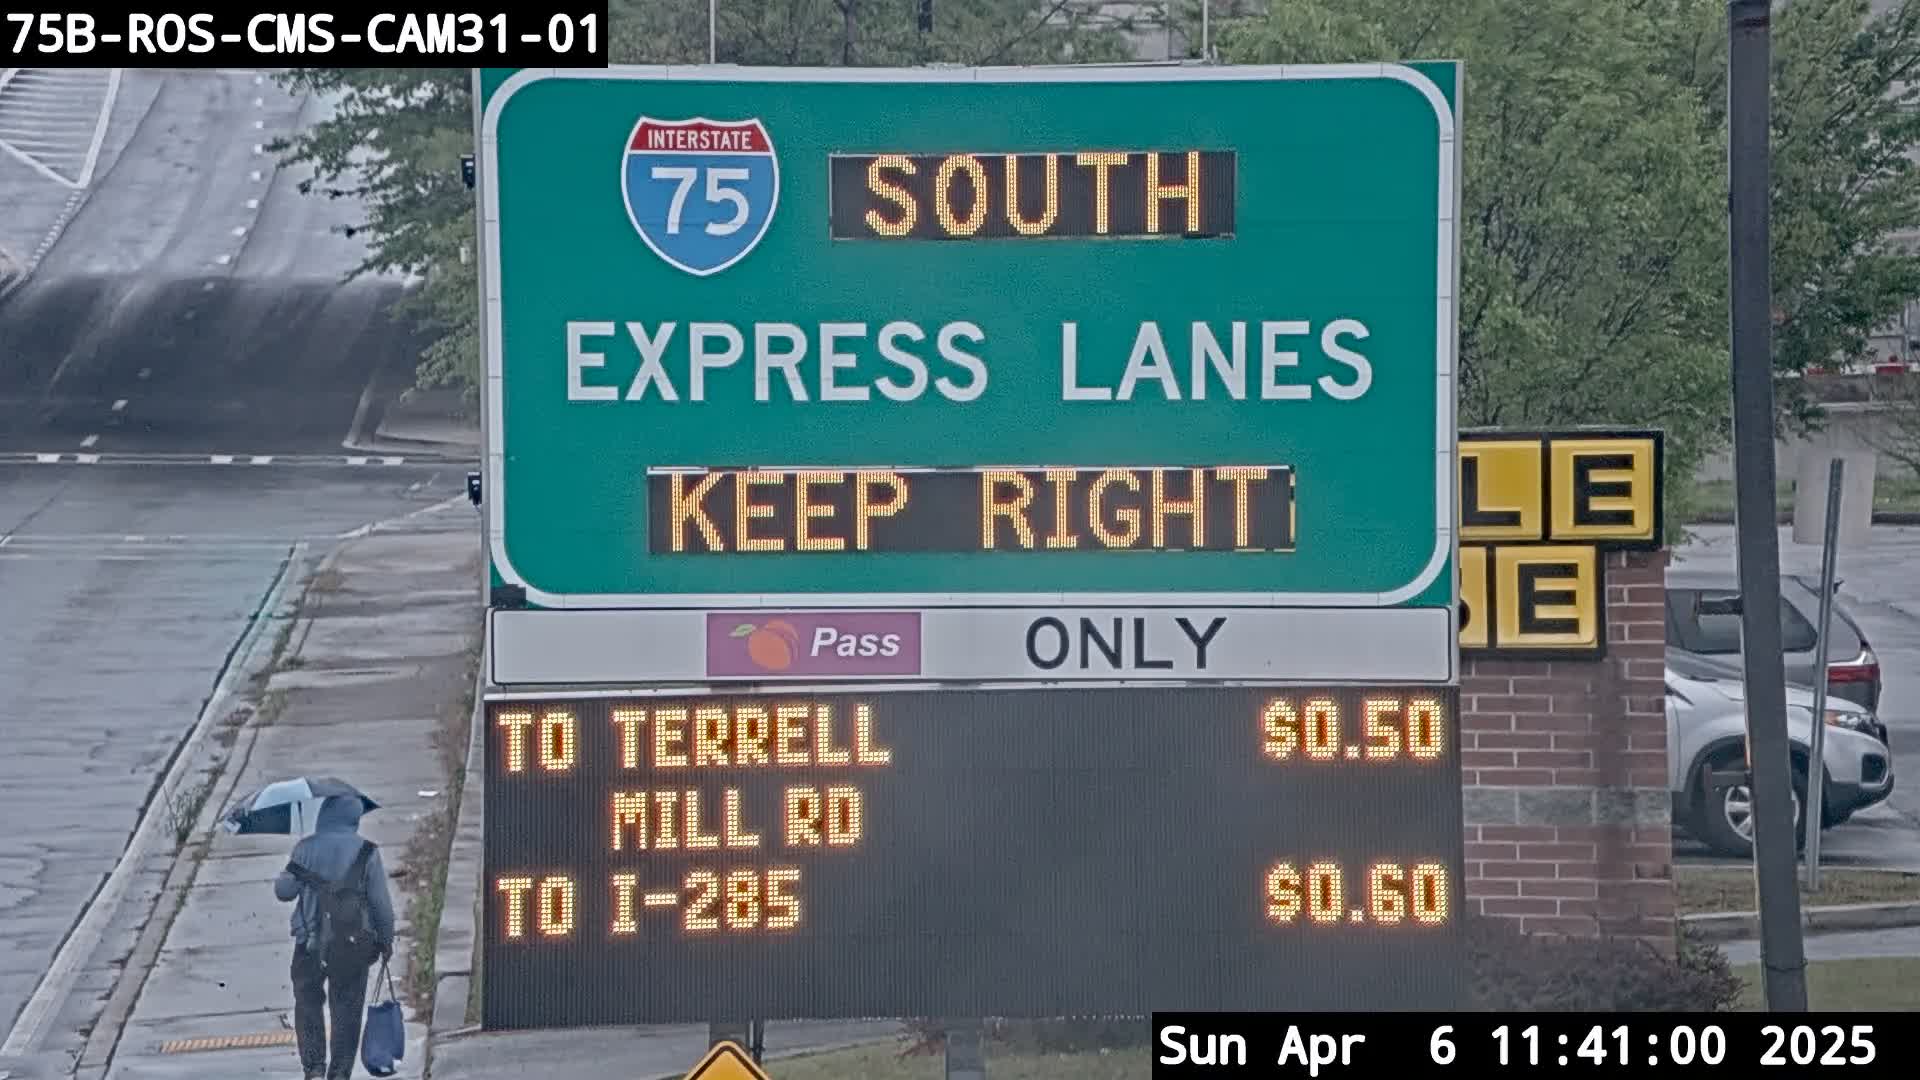 75B-ROS-CMS-CAM31-01
INTERSTATE
75
SOUTH
EXPRESS LANES
KEEP RIGHT
Pass ONLY
TO TERRELL $0.50
MILL RD
TO I-285 $0.60
LE
E
Sun Apr 6 11:41:00 2025